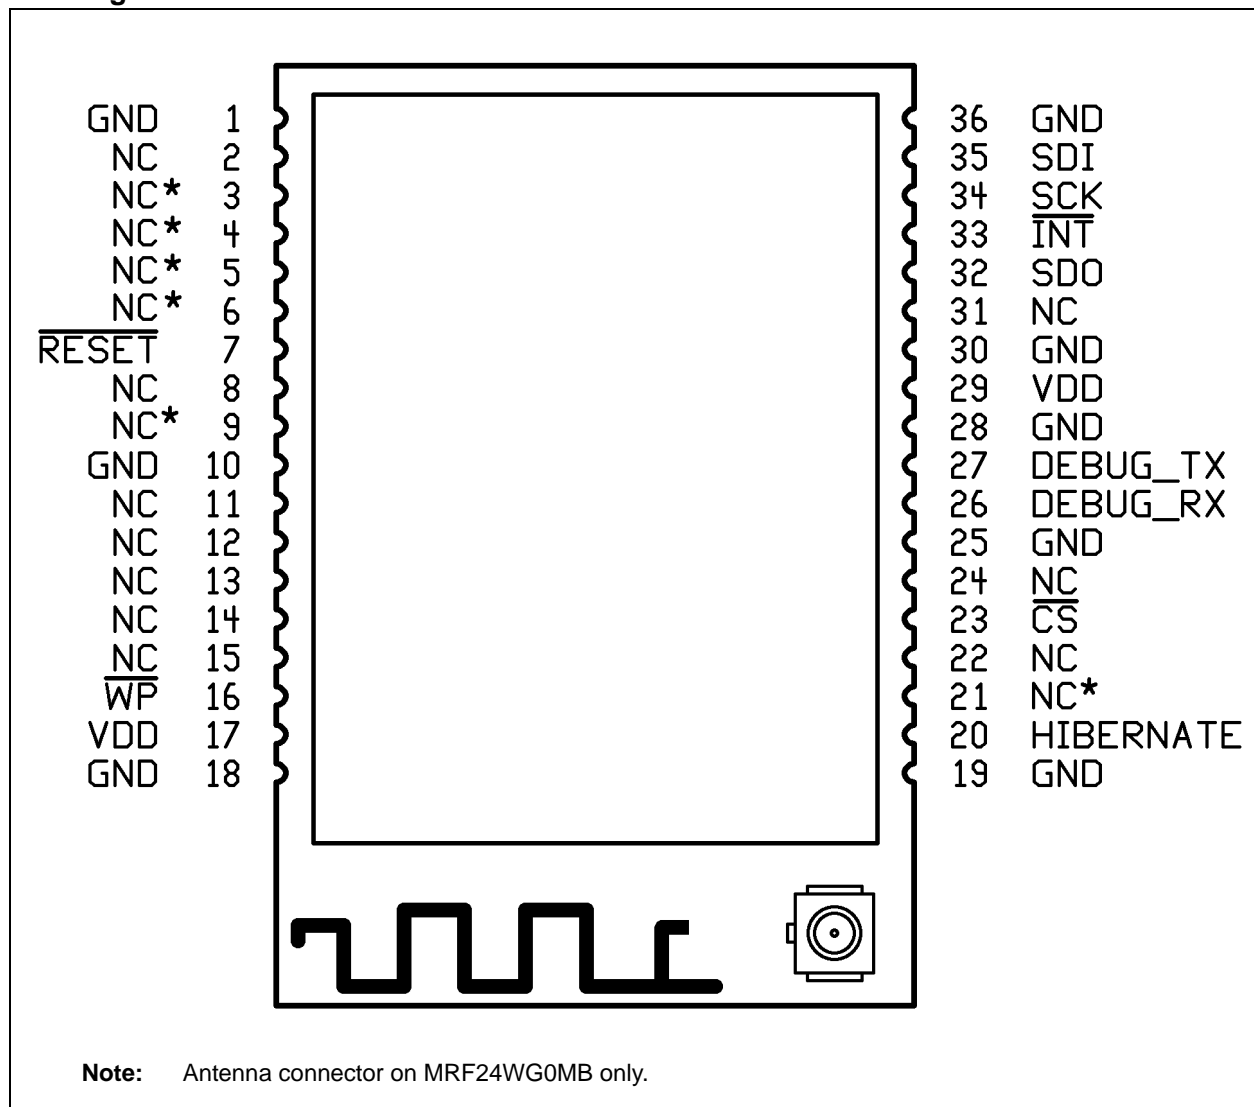 GND 1
NC 2
NC* 3
NC* 4
NC* 5
NC* 6
RESET 7
NC 8
NC* 9
GND 10
NC 11
NC 12
NC 13
NC 14
NC 15
WP 16
VDD 17
GND 18
36 GND
35 SDI
34 SCK
33 INT
32 SDO
31 NC
30 GND
29 VDD
28 GND
27 DEBUG_TX
26 DEBUG_RX
25 GND
24 NC
23 CS
22 NC
21 NC*
20 HIBERNATE
19 GND
Note: Antenna connector on MRF24WG0MB only.